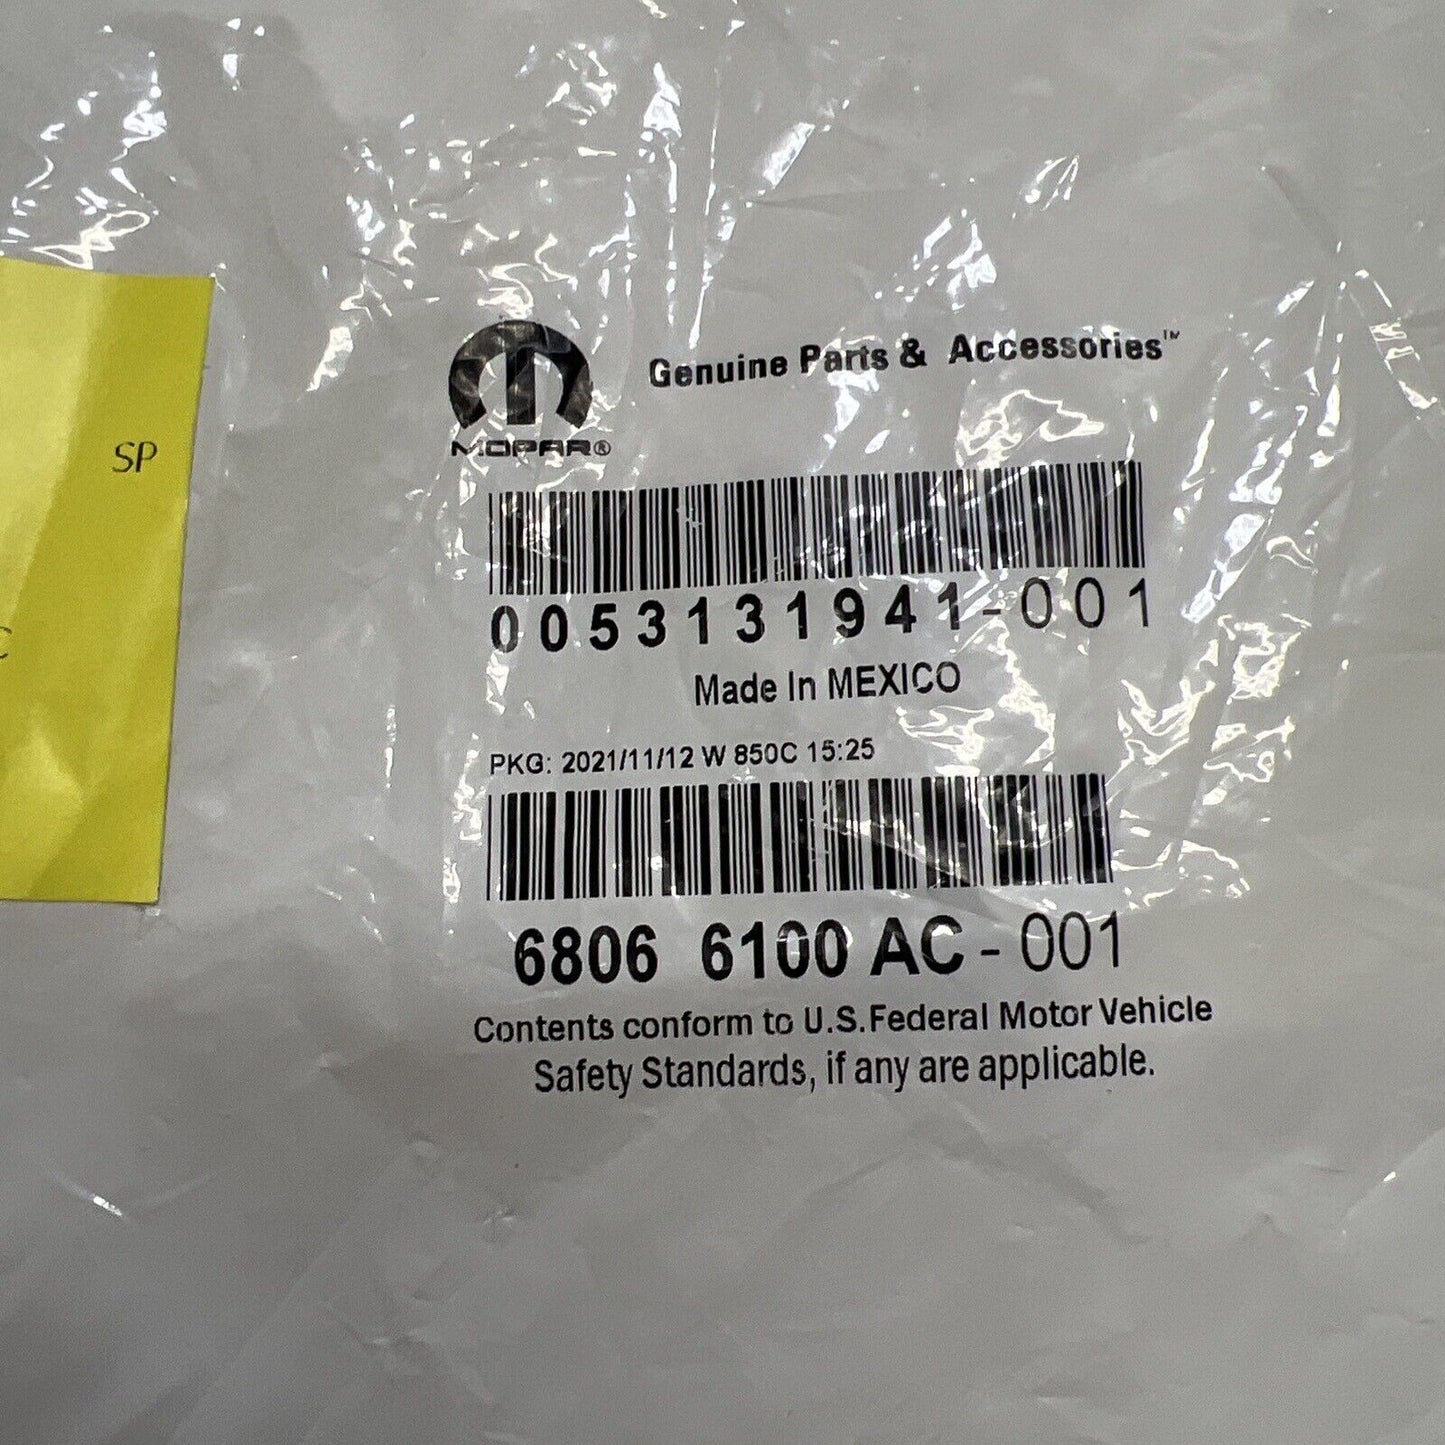 SP
C
MOPAR®
Genuine Parts & Accessories™
0053131941-001
Made In MEXICO
PKG: 2021/11/12 W 850C 15:25
6806 6100 AC - 001
Contents conform to U.S.Federal Motor Vehicle
Safety Standards, if any are applicable.